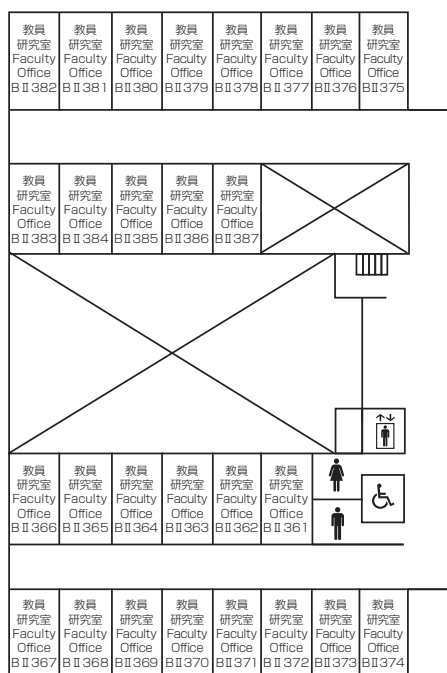 教員
研究室
Faculty
Office
BⅡ382
教員
研究室
Faculty
Office
BⅡ381
教員
研究室
Faculty
Office
BⅡ380
教員
研究室
Faculty
Office
BⅡ379
教員
研究室
Faculty
Office
BⅡ378
教員
研究室
Faculty
Office
BⅡ377
教員
研究室
Faculty
Office
BⅡ376
教員
研究室
Faculty
Office
BⅡ375
教員
研究室
Faculty
Office
BⅡ383
教員
研究室
Faculty
Office
BⅡ384
教員
研究室
Faculty
Office
BⅡ385
教員
研究室
Faculty
Office
BⅡ386
教員
研究室
Faculty
Office
BⅡ387
教員
研究室
Faculty
Office
BⅡ366
教員
研究室
Faculty
Office
BⅡ365
教員
研究室
Faculty
Office
BⅡ364
教員
研究室
Faculty
Office
BⅡ363
教員
研究室
Faculty
Office
BⅡ362
教員
研究室
Faculty
Office
BⅡ361
教員
研究室
Faculty
Office
BⅡ367
教員
研究室
Faculty
Office
BⅡ368
教員
研究室
Faculty
Office
BⅡ369
教員
研究室
Faculty
Office
BⅡ370
教員
研究室
Faculty
Office
BⅡ371
教員
研究室
Faculty
Office
BⅡ372
教員
研究室
Faculty
Office
BⅡ373
教員
研究室
Faculty
Office
BⅡ374